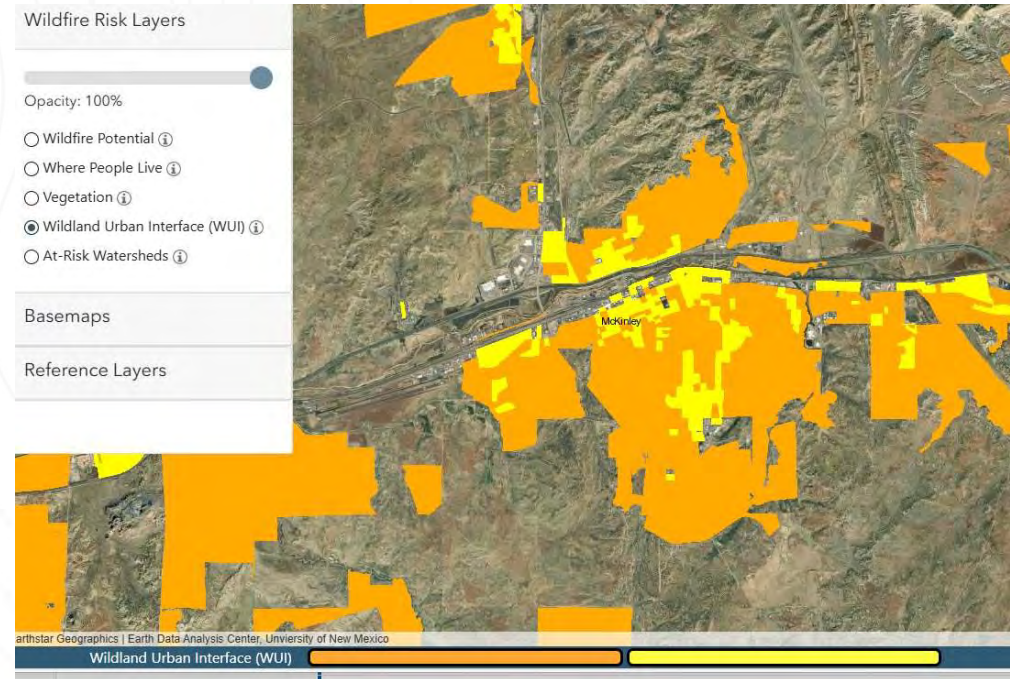 Wildfire Risk Layers
Opacity: 100%
Wildfire Potential
Where People Live
Vegetation
Wildland Urban Interface (WUI)
At-Risk Watersheds
Basemaps
Reference Layers
McKinley
arthstar Geographics | Earth Data Analysis Center, Unviersity of New Mexico
Wildland Urban Interface (WUI)